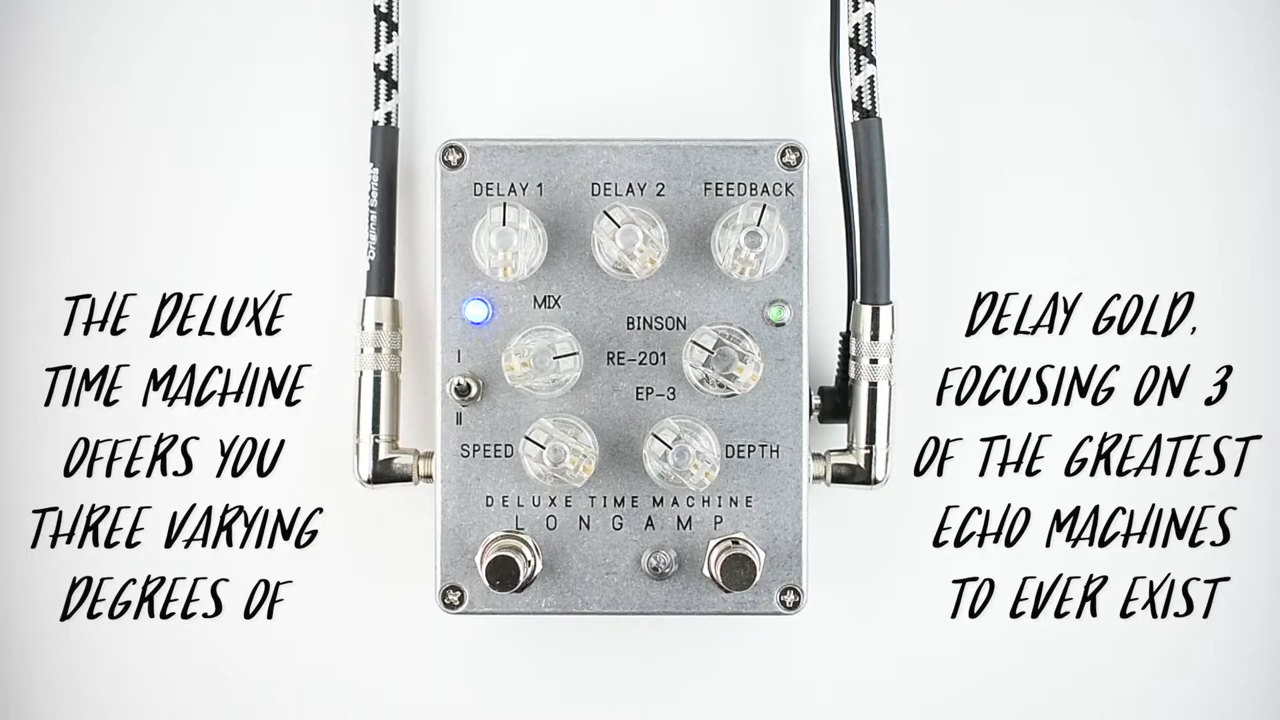 THE DELUXE
TIME MACHINE
OFFERS YOU
THREE VARYING
DEGREES OF
DELAY GOLD,
FOCUSING ON 3
OF THE GREATEST
ECHO MACHINES
TO EVER EXIST
Original Series
DELAY 1 DELAY 2 FEEDBACK
MIX
BINSON
I
RE-201
EP-3
II
SPEED DEPTH
DELUXE TIME MACHINE
LONGAMP